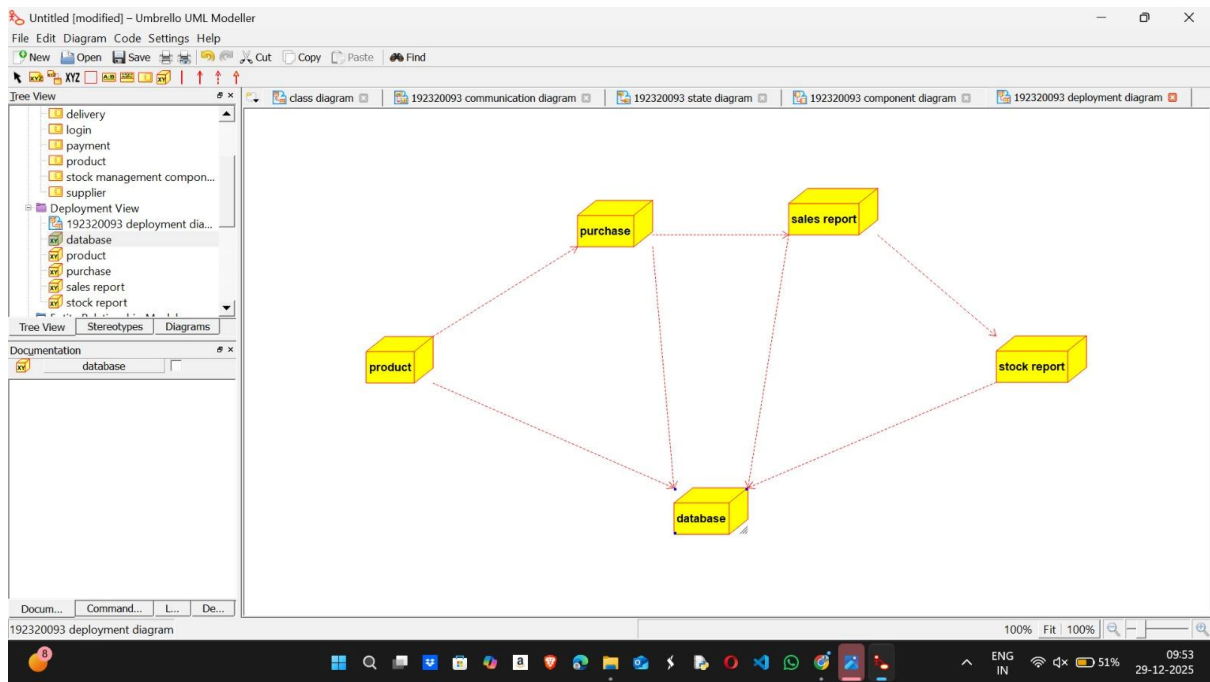 Untitled [modified] – Umbrello UML Modeller
File Edit Diagram Code Settings Help
New Open Save Cut Copy Paste Find
XYZ
Tree View
class diagram 192320093 communication diagram 192320093 state diagram 192320093 component diagram 192320093 deployment diagram
delivery
login
payment
product
stock management compon...
supplier
Deployment View
192320093 deployment dia...
database
product
purchase
sales report
stock report
Tree View Stereotypes Diagrams
Documentation
database
purchase
sales report
product
stock report
database
Docum... Command... L... De...
192320093 deployment diagram
100% Fit 100%
8
ENG
IN
51%
09:53
29-12-2025